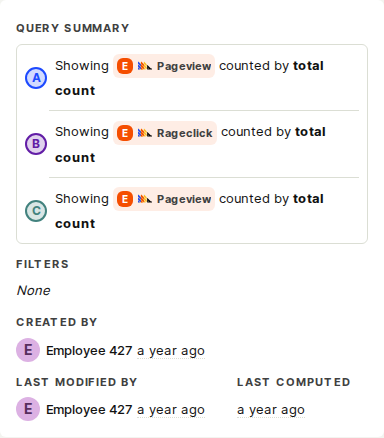 QUERY SUMMARY
A Showing E Pageview counted by total
count
B Showing E Rageclick counted by total
count
C Showing E Pageview counted by total
count
FILTERS
None
CREATED BY
E Employee 427 a year ago
LAST MODIFIED BY LAST COMPUTED
E Employee 427 a year ago a year ago